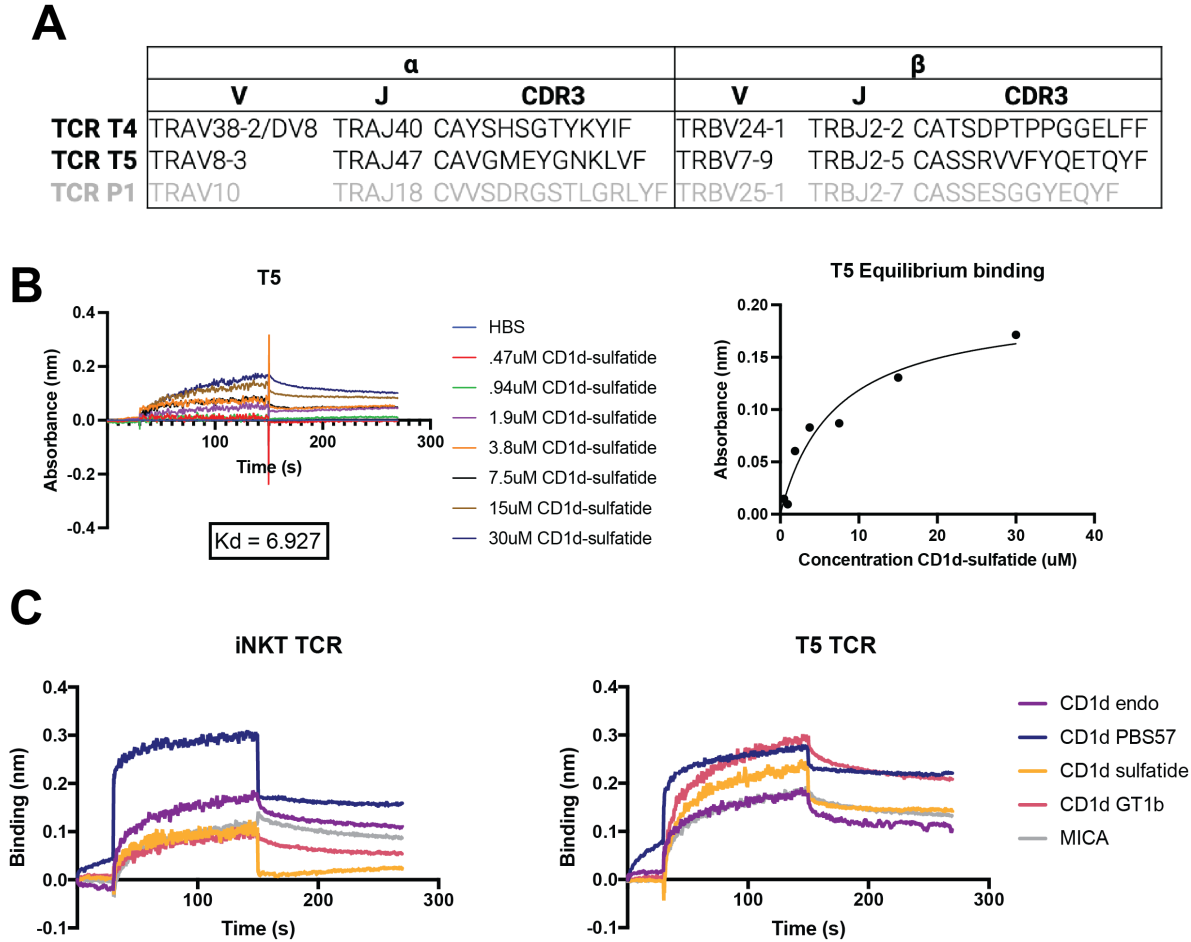 A
α β
V J CDR3 V J CDR3
TCR T4 TRAV38-2/DV8 TRAJ40 CAYSHSGTYKYIF TRBV24-1 TRBJ2-2 CATSDPTPPGGELFF
TCR T5 TRAV8-3 TRAJ47 CAVGMEYGNKLVF TRBV7-9 TRBJ2-5 CASSRVVFYQETQYF
TCR P1 TRAV10 TRAJ18 CVVSDRGSTLGRLYF TRBV25-1 TRBJ2-7 CASSESGGYEQYF
B
T5
0.4
0.2
0.0
-0.2
-0.4
Absorbance (nm)
100 200 300
Time (s)
Kd = 6.927
HBS
.47uM CD1d-sulfatide
.94uM CD1d-sulfatide
1.9uM CD1d-sulfatide
3.8uM CD1d-sulfatide
7.5uM CD1d-sulfatide
15uM CD1d-sulfatide
30uM CD1d-sulfatide
T5 Equilibrium binding
0.20
0.15
0.10
0.05
0.00
Absorbance (nm)
0 10 20 30 40
Concentration CD1d-sulfatide (uM)
C
iNKT TCR
0.4
0.3
0.2
0.1
0.0
-0.1
Binding (nm)
100 200 300
Time (s)
T5 TCR
0.4
0.3
0.2
0.1
0.0
-0.1
Binding (nm)
100 200 300
Time (s)
CD1d endo
CD1d PBS57
CD1d sulfatide
CD1d GT1b
MICA